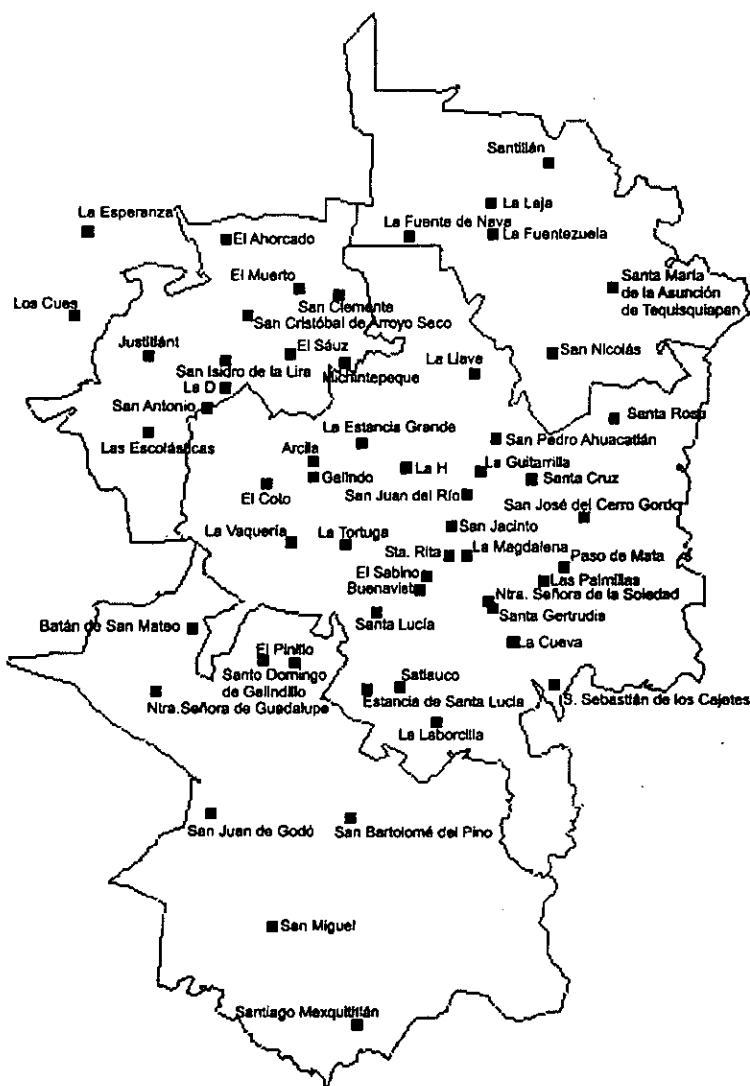 Santillán
La Laja
La Esperanza
La Fuente de Nava
La Fuentezuela
El Ahorcado
El Muerto
Santa María
de la Asunción
de Tequisquiapan
San Clemente
Los Cues
San Cristóbal de Arroyo Seco
Justitlánt
El Sáuz
San Nicolás
San Isidro de la Lira
Michintepeque
La Llave
La D
San Antonio
Santa Rosa
Las Escolásticas
La Estancia Grande
San Pedro Ahuacatlán
Arcila
La H
La Guitarrilla
Galindo
Santa Cruz
El Coto
San Juan del Río
San José del Cerro Gordo
San Jacinto
La Vaquería
La Tortuga
Sta. Rita
La Magdalena
Paso de Mata
El Sabino
Las Palmillas
Buenavist
Ntra. Señora de la Soledad
Santa Lucía
Santa Gertrudis
Batán de San Mateo
La Cueva
El Pinillo
Santo Domingo
de Galindillo
Satiauco
Ntra.Señora de Guadalupe
Estancia de Santa Lucía
S. Sebastián de los Cajetes
La Laborcilla
San Juan de Godó
San Bartolomé del Pino
San Miguel
Santiago Mexquititlán